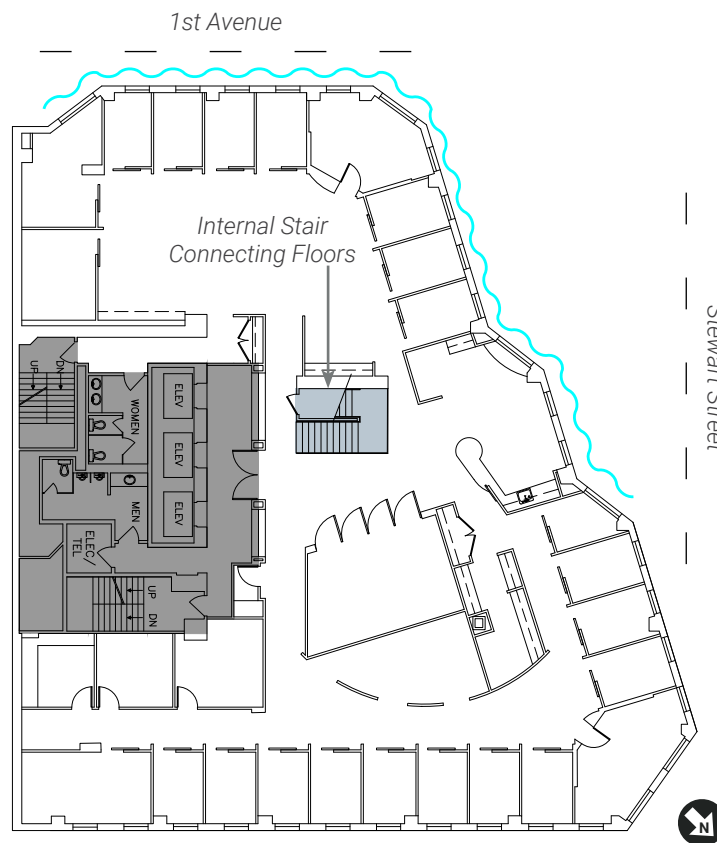 1st Avenue
Internal Stair
Connecting Floors
Stewart Street
UP
DN
WOMEN
ELEV
ELEV
ELEV
MEN
ELEC/
TEL
UP
DN
N